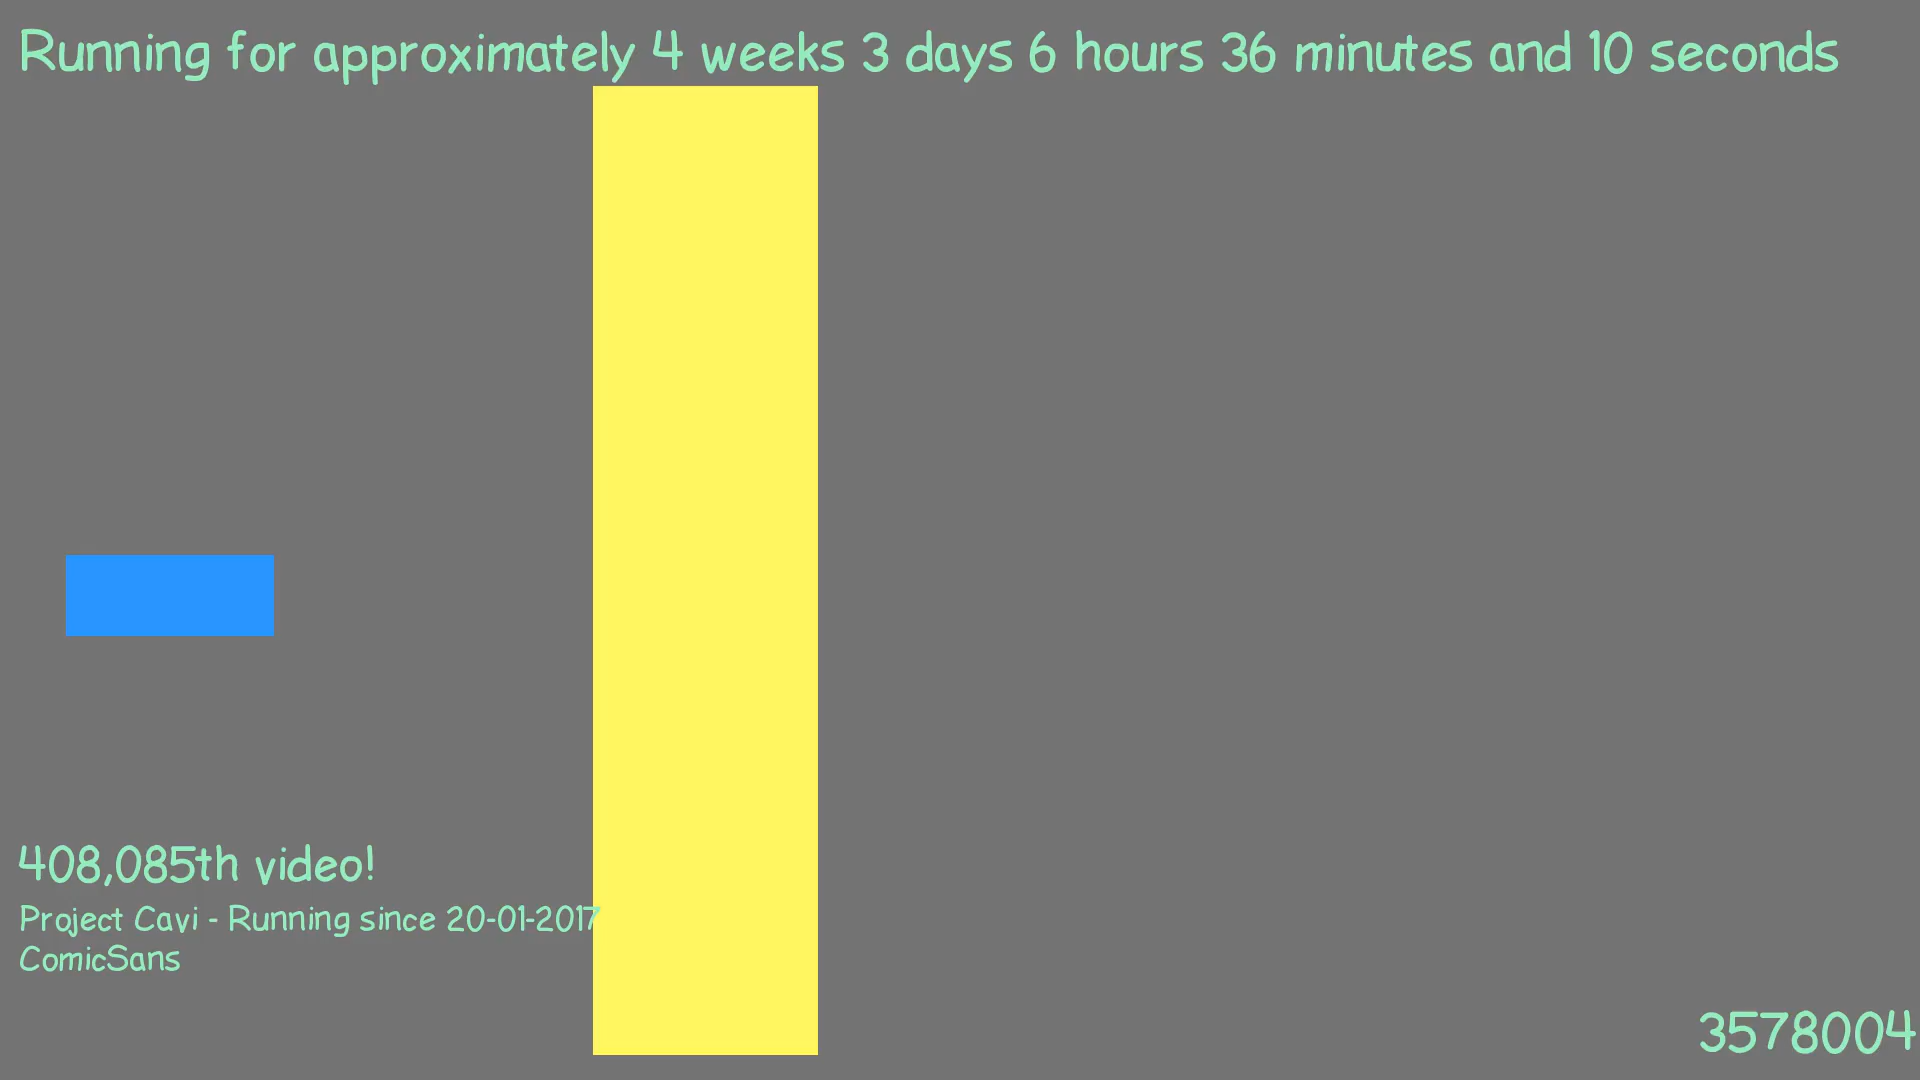 Running for approximately 4 weeks 3 days 6 hours 36 minutes and 10 seconds
408,085th video!
Project Cavi - Running since 20-01-2017
ComicSans
3578004